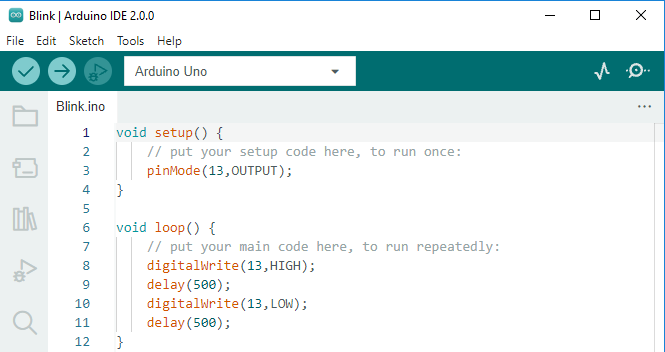 Blink | Arduino IDE 2.0.0
File Edit Sketch Tools Help
Arduino Uno
Blink.ino
1 void setup() {
2     // put your setup code here, to run once:
3     pinMode(13,OUTPUT);
4 }
5
6 void loop() {
7     // put your main code here, to run repeatedly:
8     digitalWrite(13,HIGH);
9     delay(500);
10     digitalWrite(13,LOW);
11     delay(500);
12 }